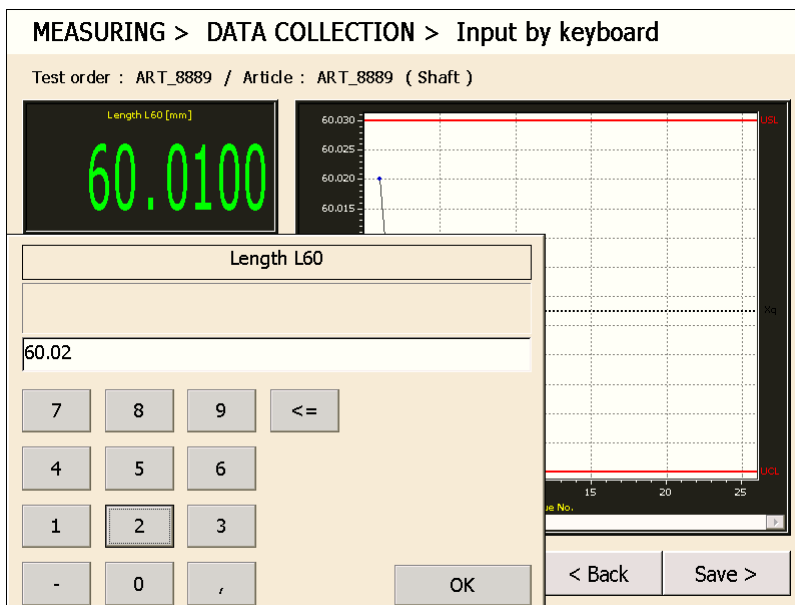 MEASURING > DATA COLLECTION > Input by keyboard
Test order : ART_8889 / Article : ART_8889 ( Shaft )
Length L60 [mm]
60.0100
60.030
USL
60.025
60.020
60.015
Length L60
Xq
60.02
7 8 9 <=
4 5 6
UCL
15 20 25
ue No.
1 2 3
- 0 , OK
< Back Save >